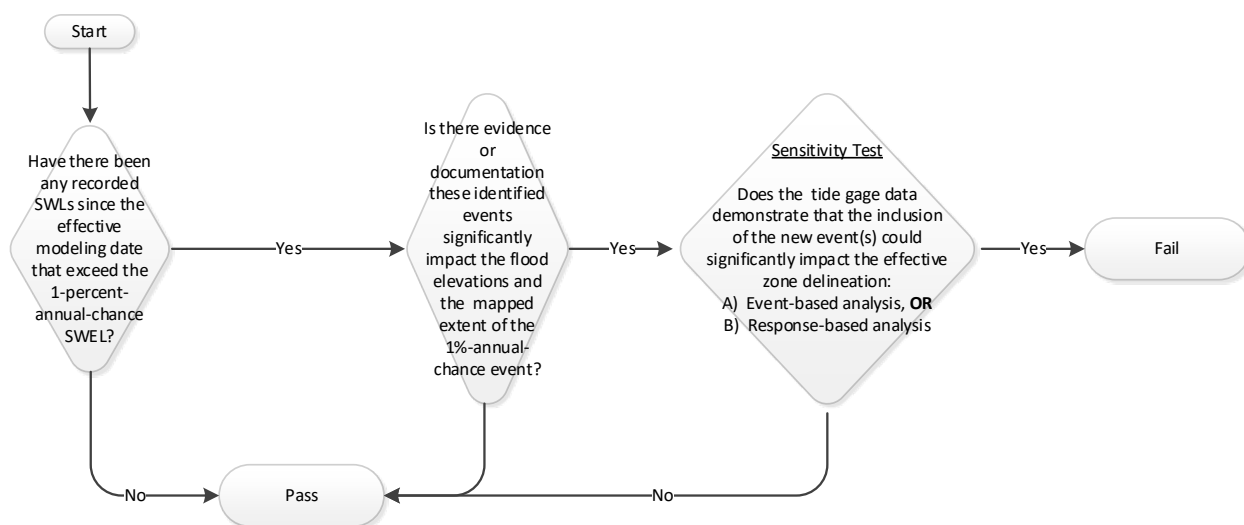 Start
Have there been
any recorded
SWLs since the
effective
modeling date
that exceed the
1-percent-
annual-chance
SWEL?
Yes
Is there evidence
or
documentation
these identified
events
significantly
impact the flood
elevations and
the mapped
extent of the
1%-annual-
chance event?
Yes
Sensitivity Test
Does the tide gage data
demonstrate that the inclusion
of the new event(s) could
significantly impact the effective
zone delineation:
A) Event-based analysis, OR
B) Response-based analysis
Yes
Fail
No
Pass
No